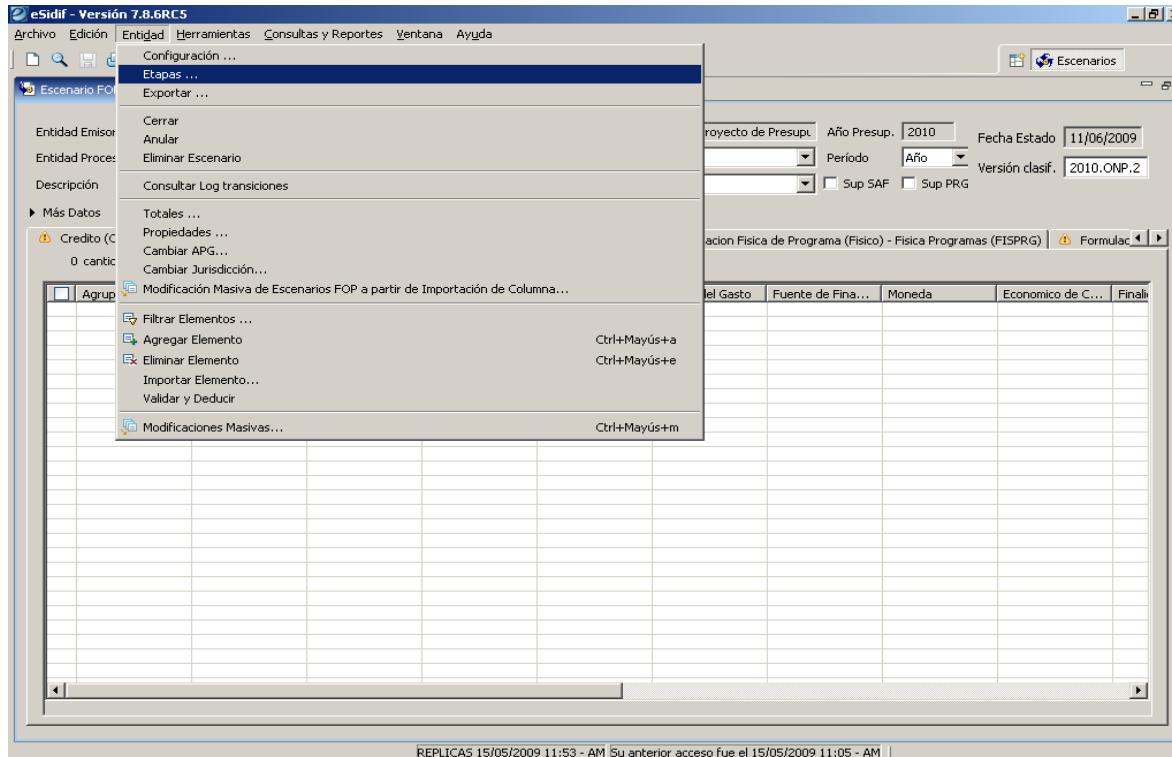 eSidif - Versión 7.8.6RC5
Archivo Edición Entidad Herramientas Consultas y Reportes Ventana Ayuda
Configuración ...
Escenarios
Etapas ...
Escenario FO
Exportar ...
Cerrar
Entidad Emisor
royecto de Presupu Año Presup. 2010 Fecha Estado 11/06/2009
Anular
Entidad Proces
Eliminar Escenario
Período Año Versión clasif. 2010.ONP.2
Descripción
Consultar Log transiciones
Sup SAF Sup PRG
Más Datos
Totales ...
Propiedades ...
Credito (C
acion Fisica de Programa (Fisico) - Fisica Programas (FISPRG) Formulac
Cambiar APG...
0 cantid
Cambiar Jurisdicción...
Modificación Masiva de Escenarios FOP a partir de Importación de Columna...
Agrup
del Gasto Fuente de Fina... Moneda Economico de C... Finali
Filtrar Elementos ...
Agregar Elemento Ctrl+Mayús+a
Eliminar Elemento Ctrl+Mayús+e
Importar Elemento...
Validar y Deducir
Modificaciones Masivas... Ctrl+Mayús+m
REPLICAS 15/05/2009 11:53 - AM Su anterior acceso fue el 15/05/2009 11:05 - AM